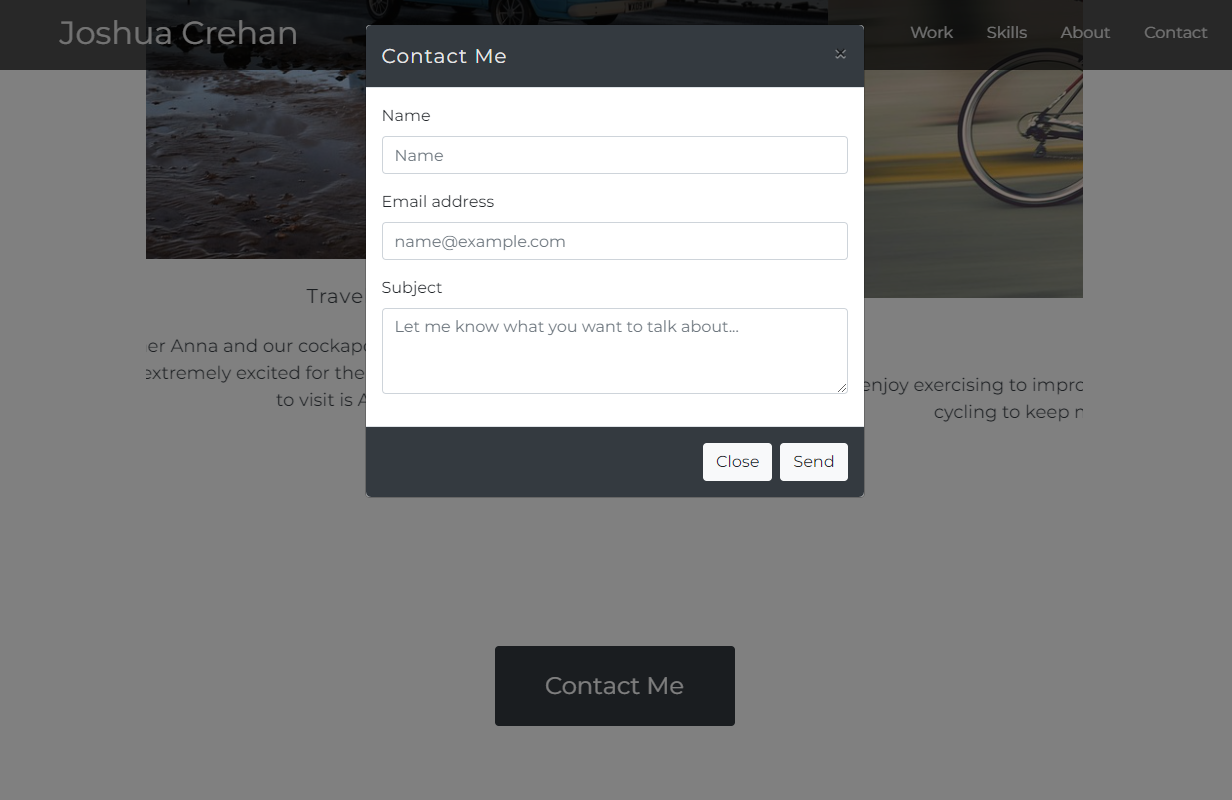 Joshua Crehan
Work Skills About Contact
Contact Me
×
Name
Name
Email address
name@example.com
Subject
Let me know what you want to talk about...
Close Send
Trave
er Anna and our cockap
extremely excited for the
to visit is
enjoy exercising to impro
cycling to keep
Contact Me